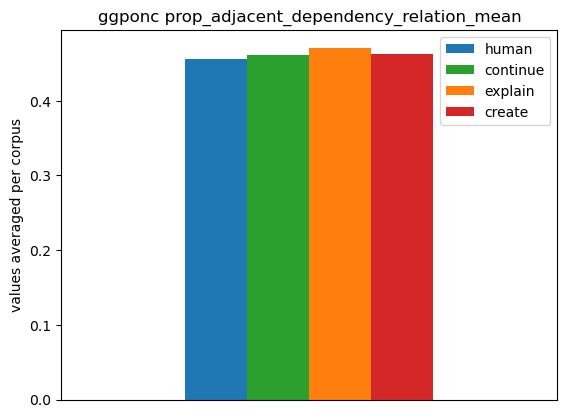 ggponc prop_adjacent_dependency_relation_mean
values averaged per corpus
0.4
0.3
0.2
0.1
0.0
human
continue
explain
create